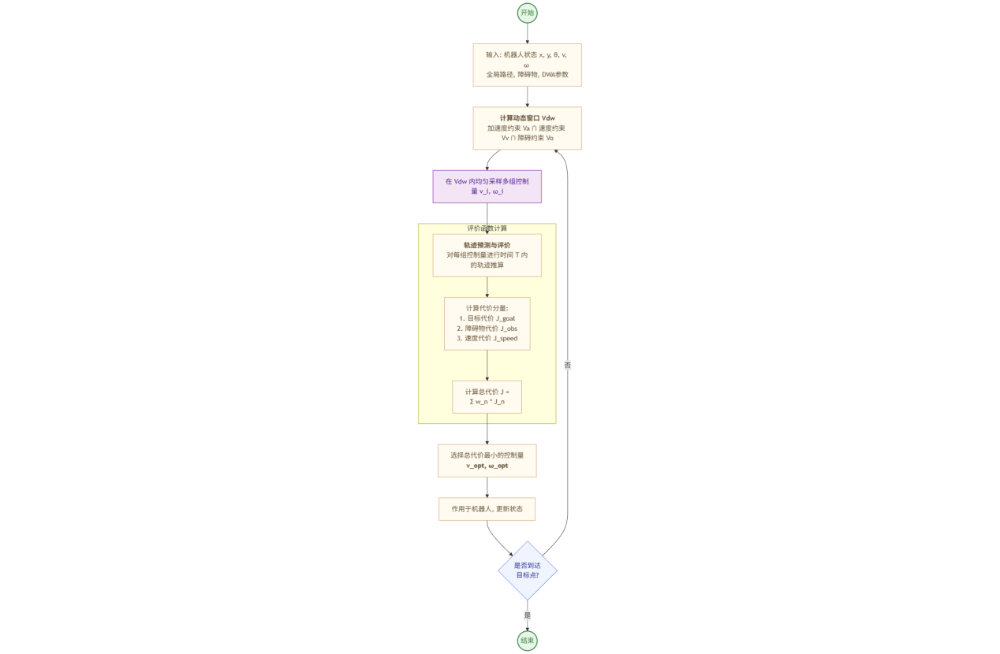 开始
输入: 机器人状态 x, y, θ, v,
ω
全局路径, 障碍物, DWA参数
计算动态窗口 Vdw
加速度约束 Va ∩ 速度约束
Vv ∩ 障碍约束 Vo
在 Vdw 内均匀采样多组控制
量 v_i, ω_i
评价函数计算
轨迹预测与评价
对每组控制量进行时间 T 内
的轨迹推算
计算代价分量:
1. 目标代价 J_goal
2. 障碍物代价 J_obs
3. 速度代价 J_speed
否
计算总代价 J =
Σ w_n * J_n
选择总代价最小的控制量
v_opt, ω_opt
作用于机器人, 更新状态
是否到达
目标点?
是
结束